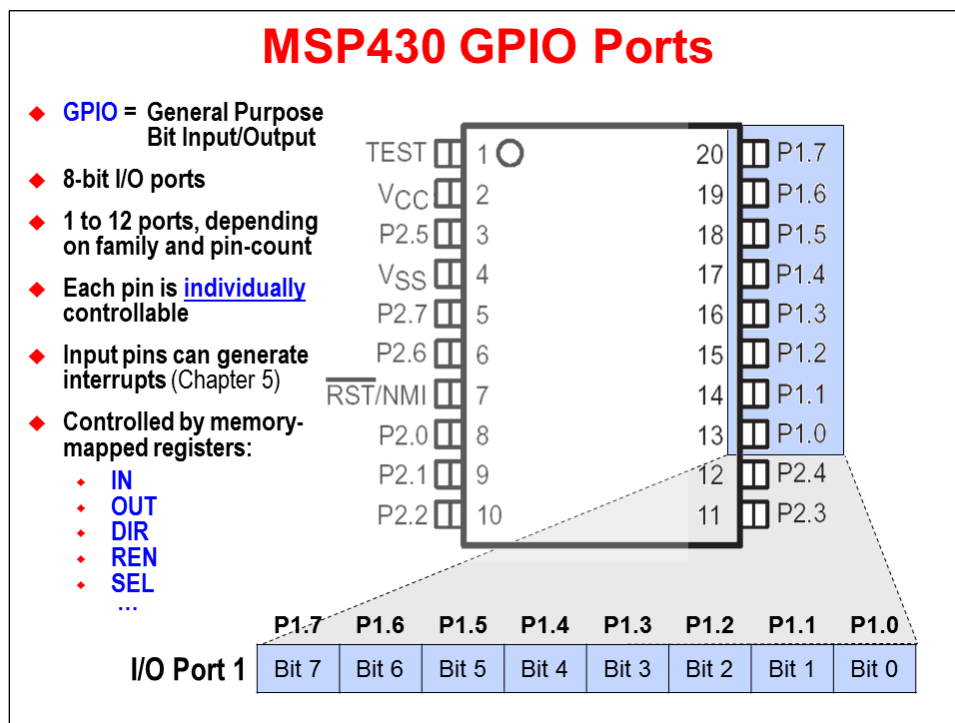 MSP430 GPIO Ports
GPIO = General Purpose
Bit Input/Output
8-bit I/O ports
1 to 12 ports, depending
on family and pin-count
Each pin is individually
controllable
Input pins can generate
interrupts (Chapter 5)
Controlled by memory-
mapped registers:
IN
OUT
DIR
REN
SEL
...
TEST 1 20 P1.7
VCC 2 19 P1.6
P2.5 3 18 P1.5
VSS 4 17 P1.4
P2.7 5 16 P1.3
P2.6 6 15 P1.2
RST/NMI 7 14 P1.1
P2.0 8 13 P1.0
P2.1 9 12 P2.4
P2.2 10 11 P2.3
P1.7 P1.6 P1.5 P1.4 P1.3 P1.2 P1.1 P1.0
I/O Port 1 Bit 7 Bit 6 Bit 5 Bit 4 Bit 3 Bit 2 Bit 1 Bit 0